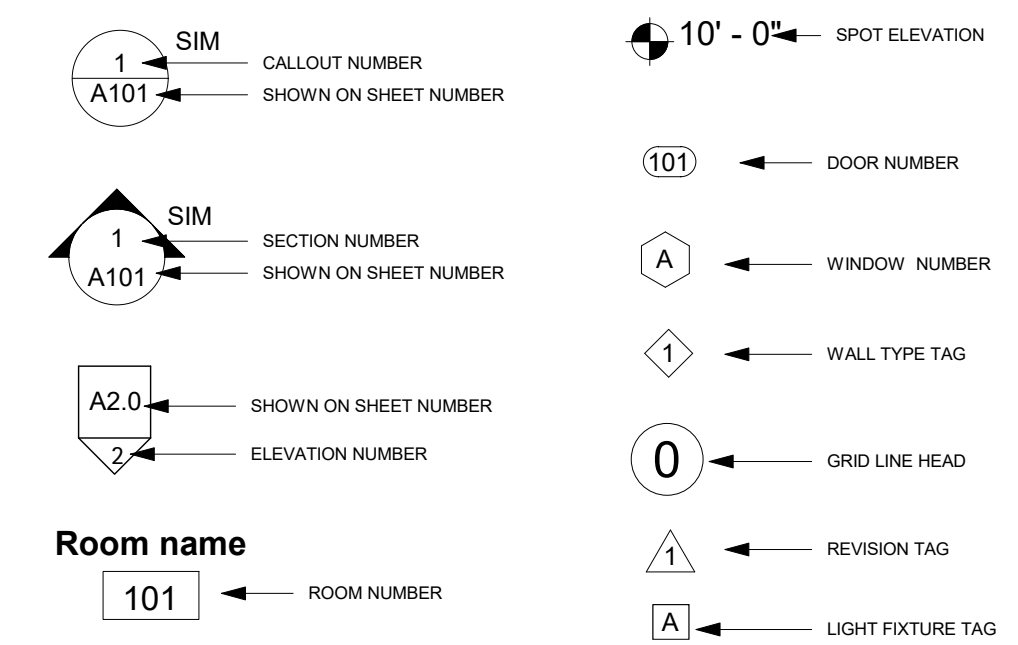 SIM
1 CALLOUT NUMBER
A101 SHOWN ON SHEET NUMBER
SIM
1 SECTION NUMBER
A101 SHOWN ON SHEET NUMBER
A2.0 SHOWN ON SHEET NUMBER
2 ELEVATION NUMBER
Room name
101 ROOM NUMBER
10' - 0" SPOT ELEVATION
101 DOOR NUMBER
A WINDOW NUMBER
1 WALL TYPE TAG
0 GRID LINE HEAD
1 REVISION TAG
A LIGHT FIXTURE TAG